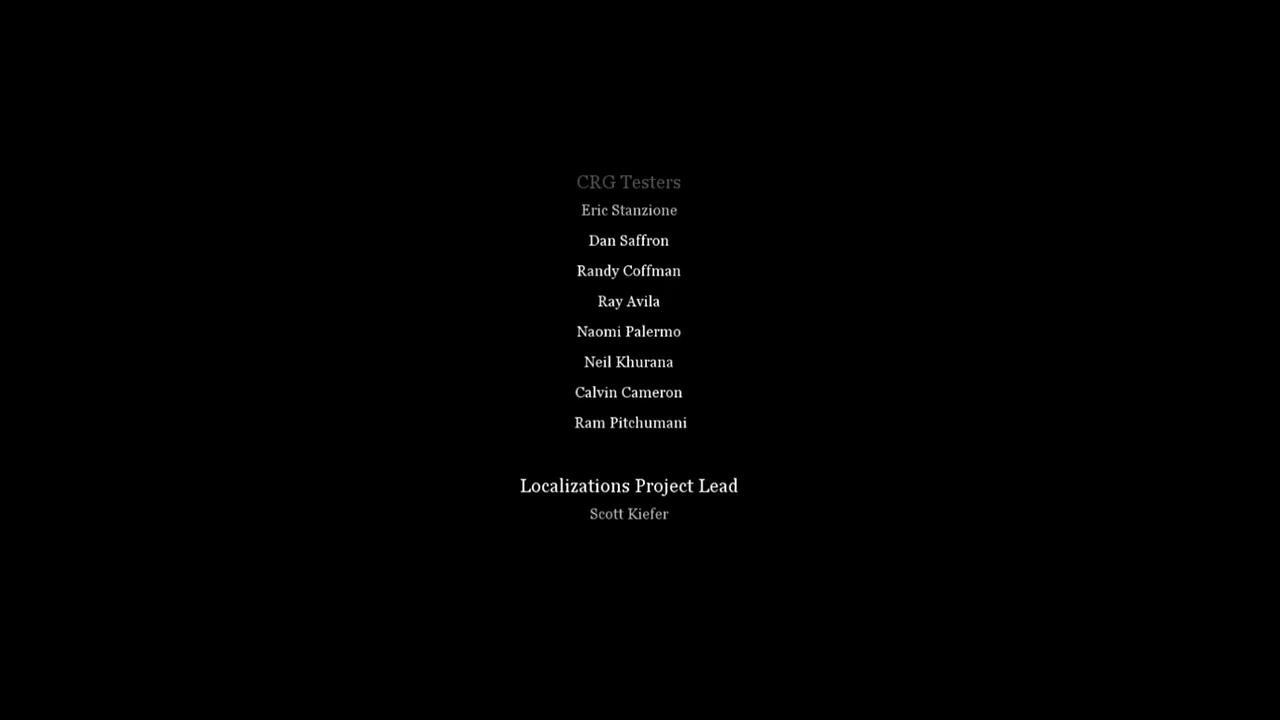 CRG Testers
Eric Stanzione
Dan Saffron
Randy Coffman
Ray Avila
Naomi Palermo
Neil Khurana
Calvin Cameron
Ram Pitchumani
Localizations Project Lead
Scott Kiefer